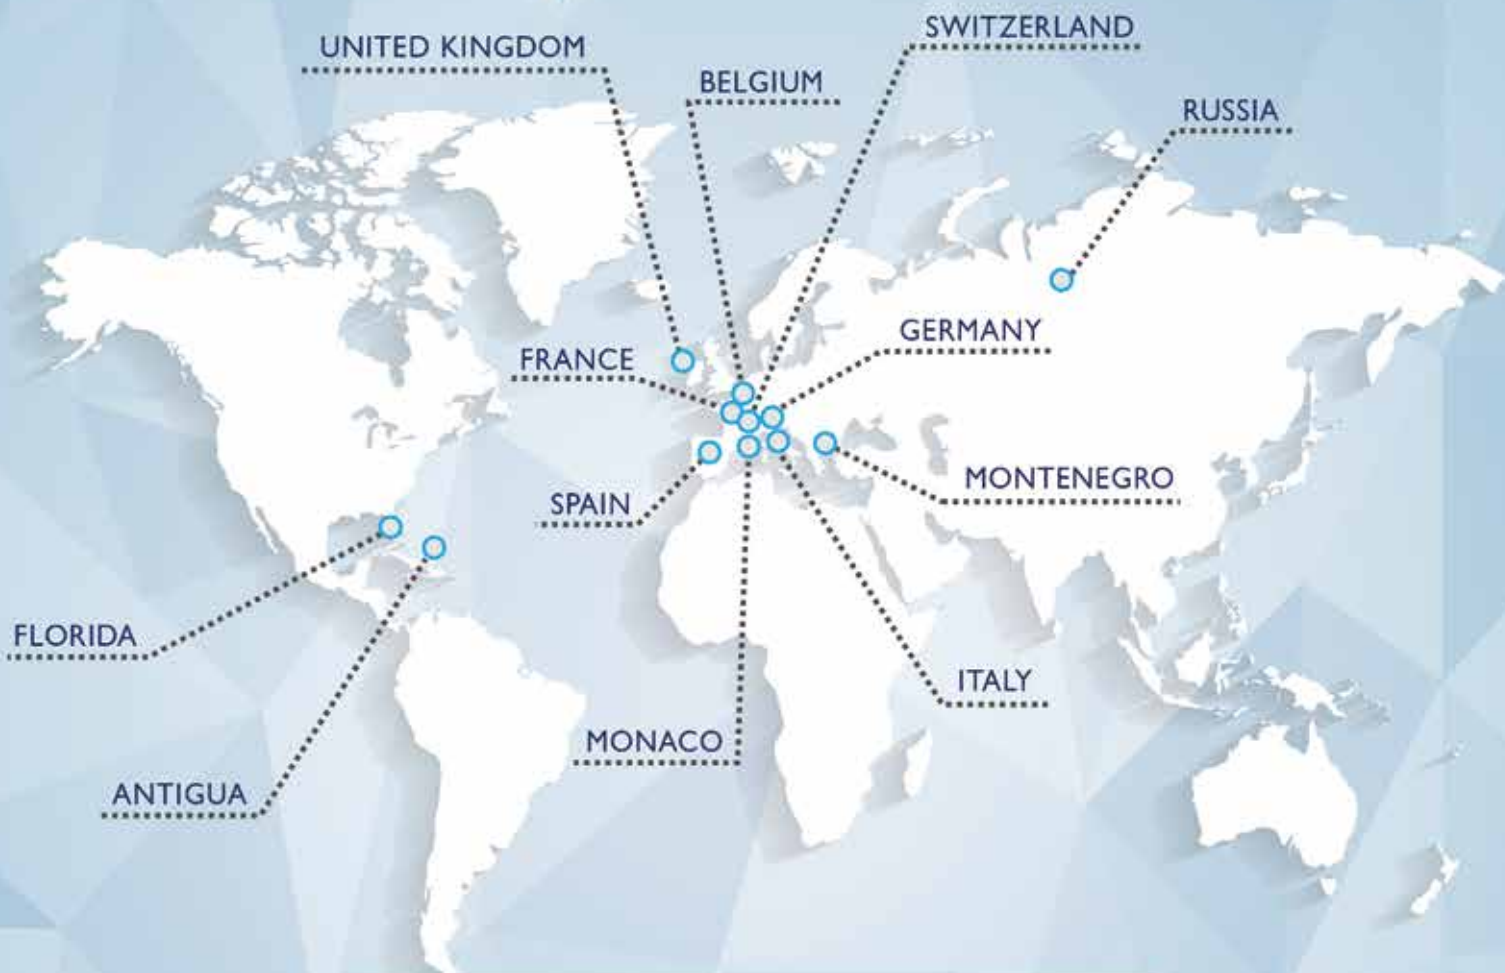 SWITZERLAND
UNITED KINGDOM
BELGIUM
RUSSIA
GERMANY
FRANCE
MONTENEGRO
SPAIN
FLORIDA
ITALY
MONACO
ANTIGUA